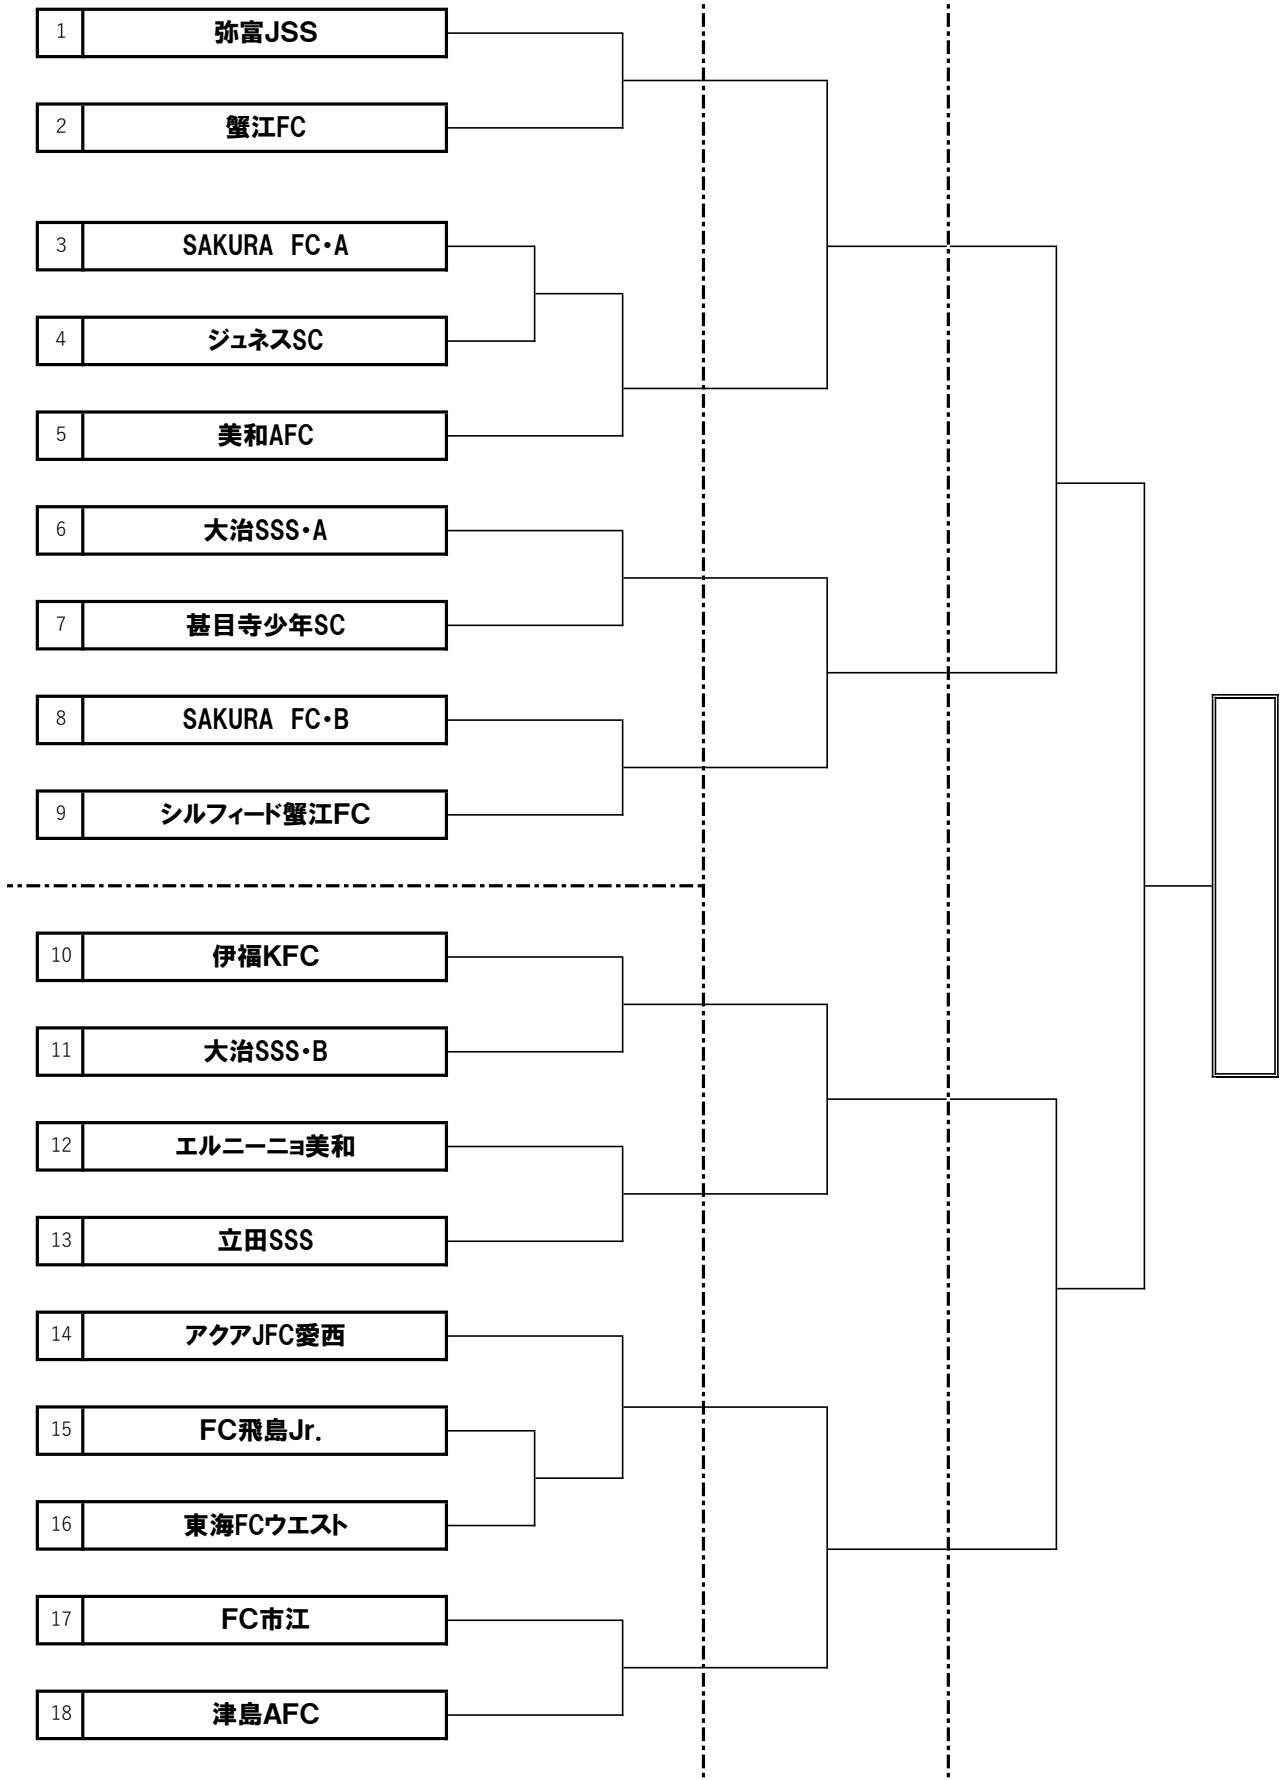 1 弥富JSS
2 蟹江FC
3 SAKURA　FC・A
4 ジュネスSC
5 美和AFC
6 大治SSS・A
7 甚目寺少年SC
8 SAKURA　FC・B
9 シルフィード蟹江FC
10 伊福KFC
11 大治SSS・B
12 エルニーニョ美和
13 立田SSS
14 アクアJFC愛西
15 FC飛島Jr.
16 東海FCウエスト
17 FC市江
18 津島AFC